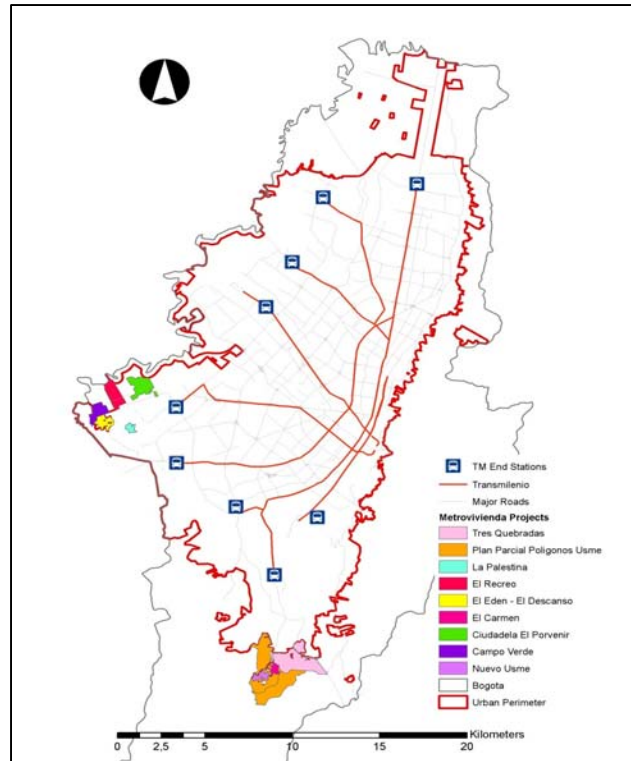 TM End Stations
Transmilenio
Major Roads
Metrovivienda Projects
Tres Quebradas
Plan Parcial Poligonos Usme
La Palestina
El Recreo
El Eden - El Descanso
El Carmen
Ciudadela El Porvenir
Campo Verde
Nuevo Usme
Bogota
Urban Perimeter
Kilometers
0 2,5 5 10 15 20